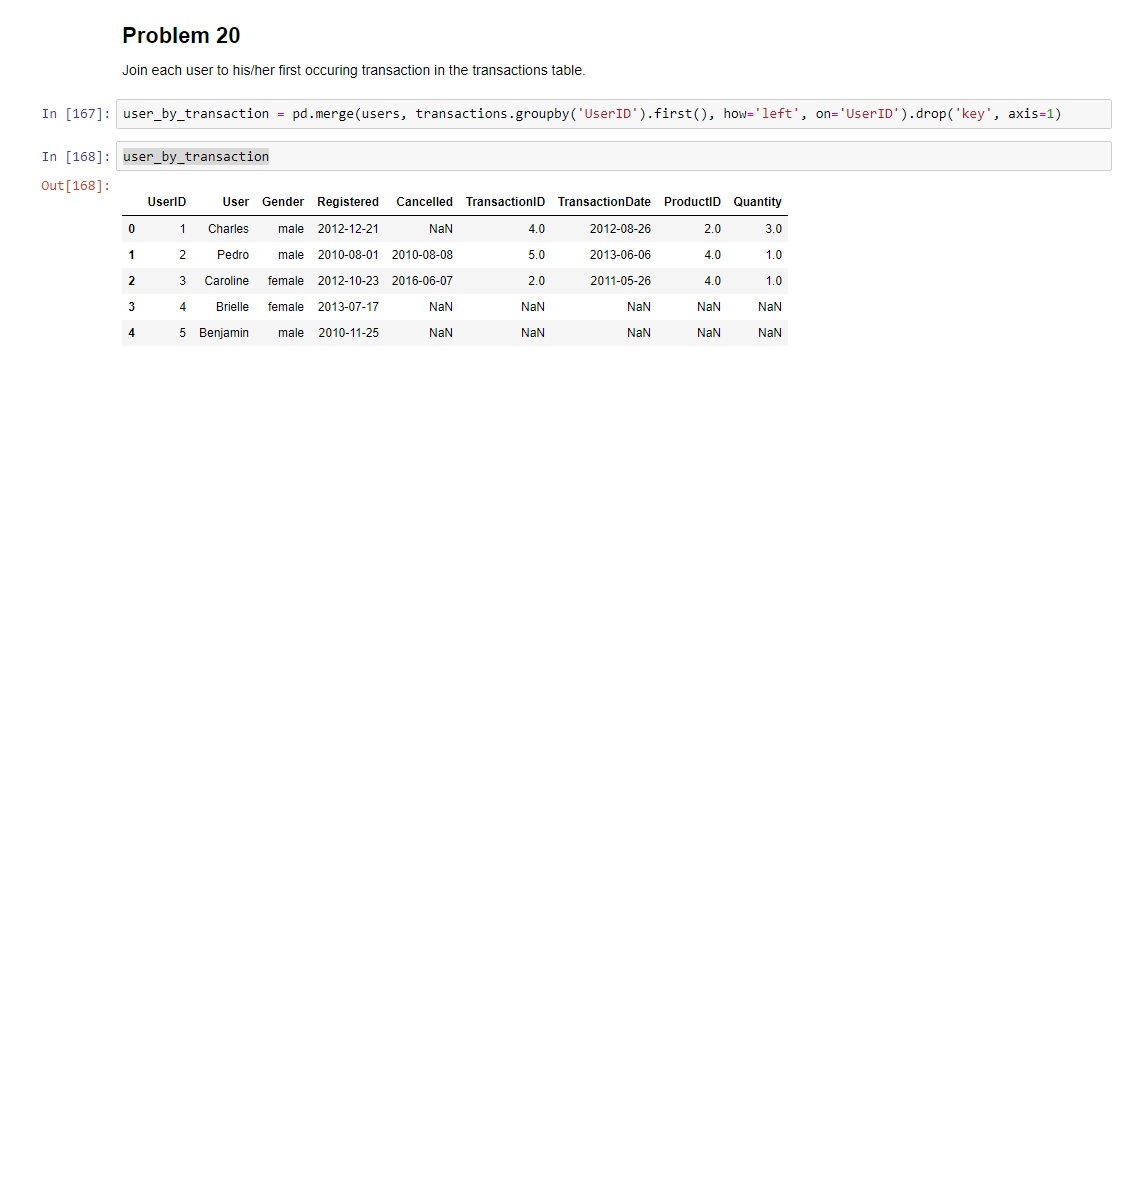 Problem 20
Join each user to his/her first occuring transaction in the transactions table.
In [167]: user_by_transaction = pd.merge(users, transactions.groupby('UserID').first(), how='left', on='UserID').drop('key', axis=1)
In [168]: user_by_transaction
Out[168]:
UserID User Gender Registered Cancelled TransactionID TransactionDate ProductID Quantity
0 1 Charles male 2012-12-21 NaN 4.0 2012-08-26 2.0 3.0
1 2 Pedro male 2010-08-01 2010-08-08 5.0 2013-06-06 4.0 1.0
2 3 Caroline female 2012-10-23 2016-06-07 2.0 2011-05-26 4.0 1.0
3 4 Brielle female 2013-07-17 NaN NaN NaN NaN NaN
4 5 Benjamin male 2010-11-25 NaN NaN NaN NaN NaN